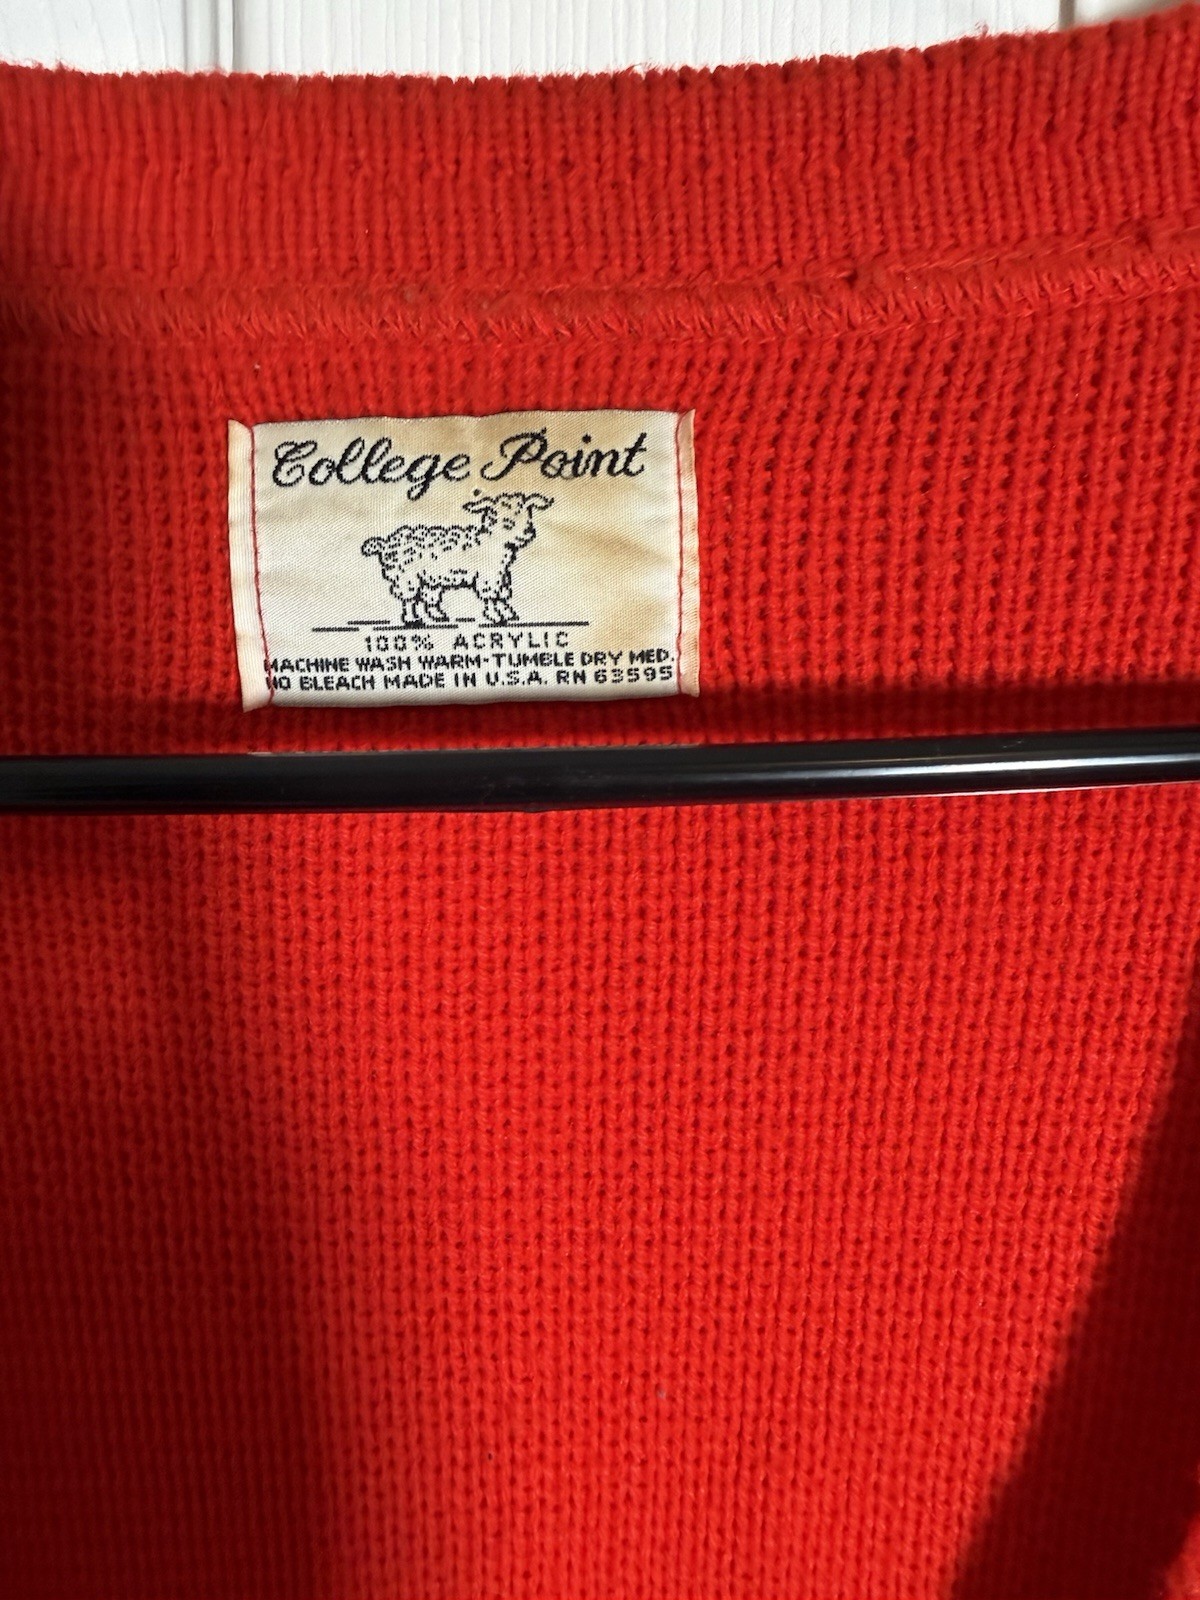 College Point
100% ACRYLIC
MACHINE WASH WARM-TUMBLE DRY MED.
NO BLEACH MADE IN U.S.A. RN 63595